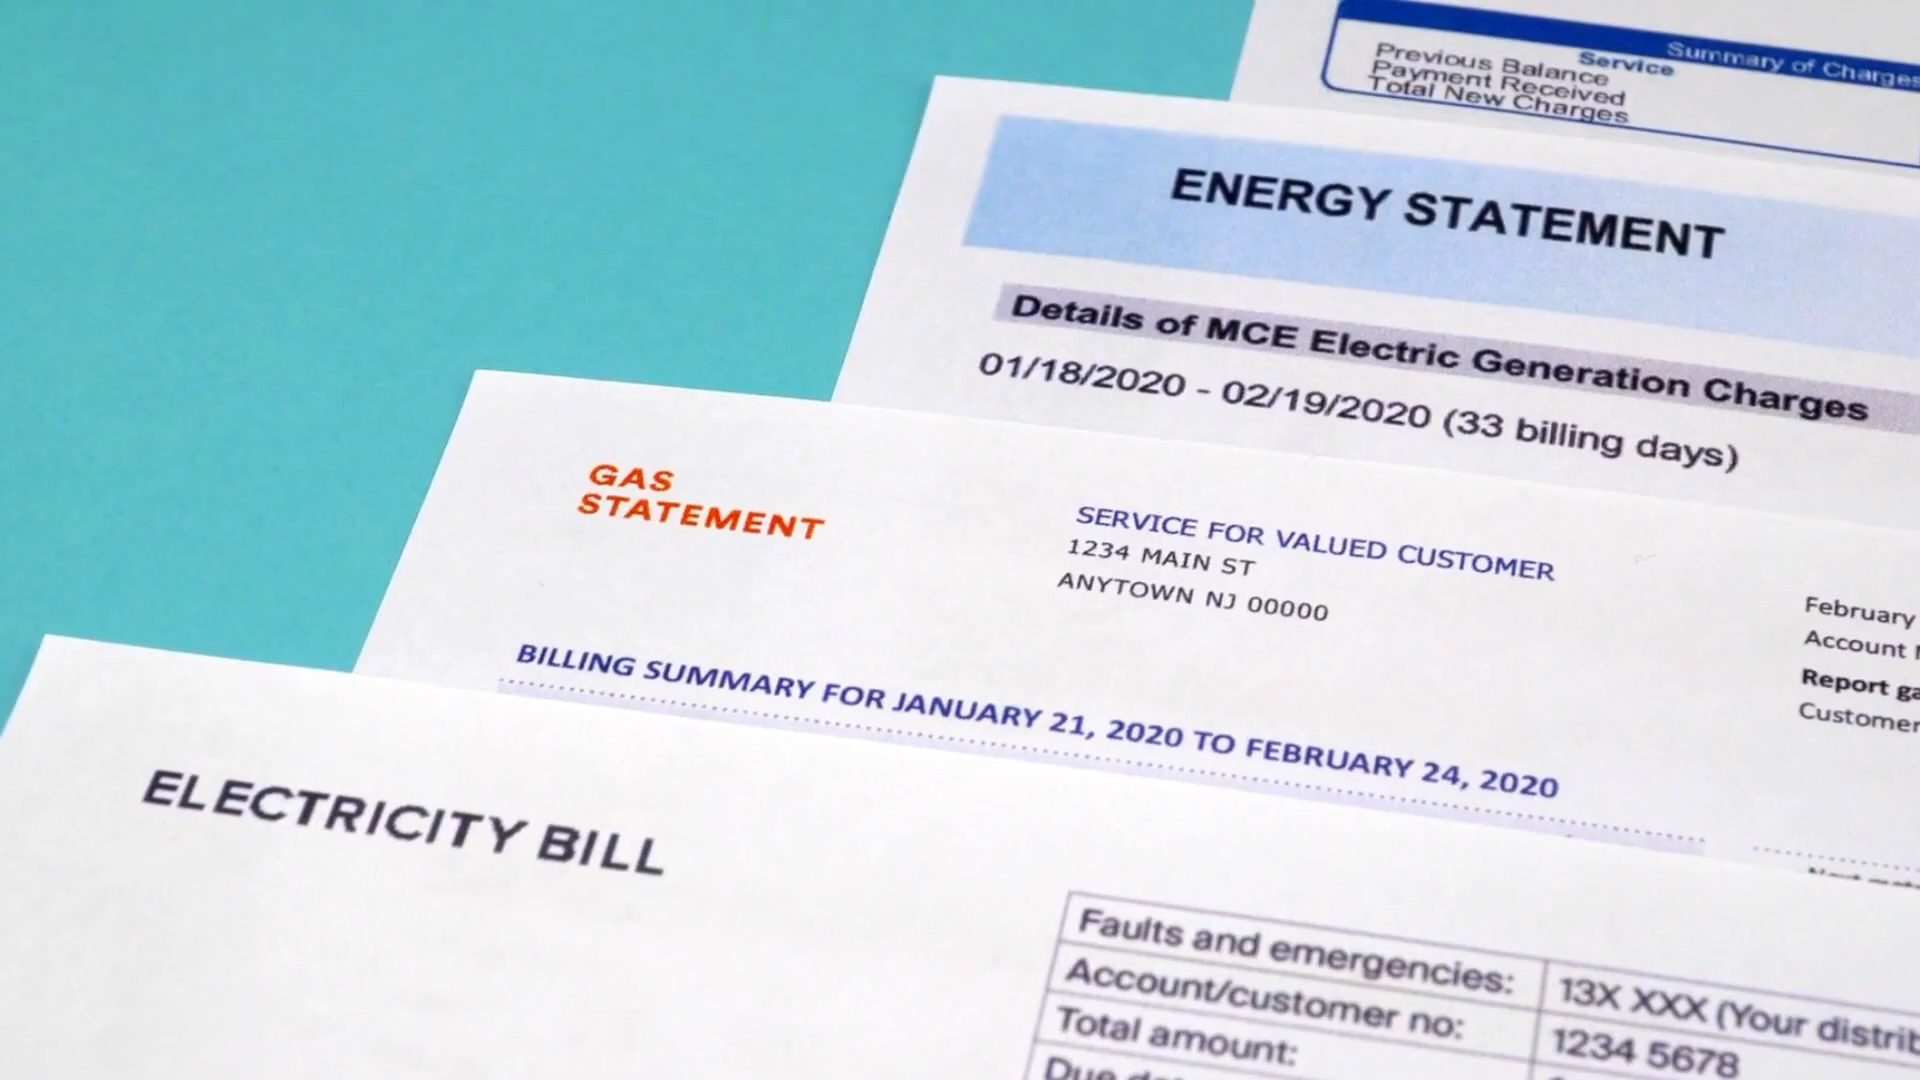 Summary of Charges
Service
Previous Balance
Payment Received
Total New Charges
ENERGY STATEMENT
Details of MCE Electric Generation Charges
01/18/2020 - 02/19/2020 (33 billing days)
GAS
STATEMENT
SERVICE FOR VALUED CUSTOMER
1234 MAIN ST
ANYTOWN NJ 00000
February
Account
Report
Customer
BILLING SUMMARY FOR JANUARY 21, 2020 TO FEBRUARY 24, 2020
ELECTRICITY BILL
Faults and emergencies: 13X XXX (Your
Account/customer no: 1234 5678
Total amount:
Due